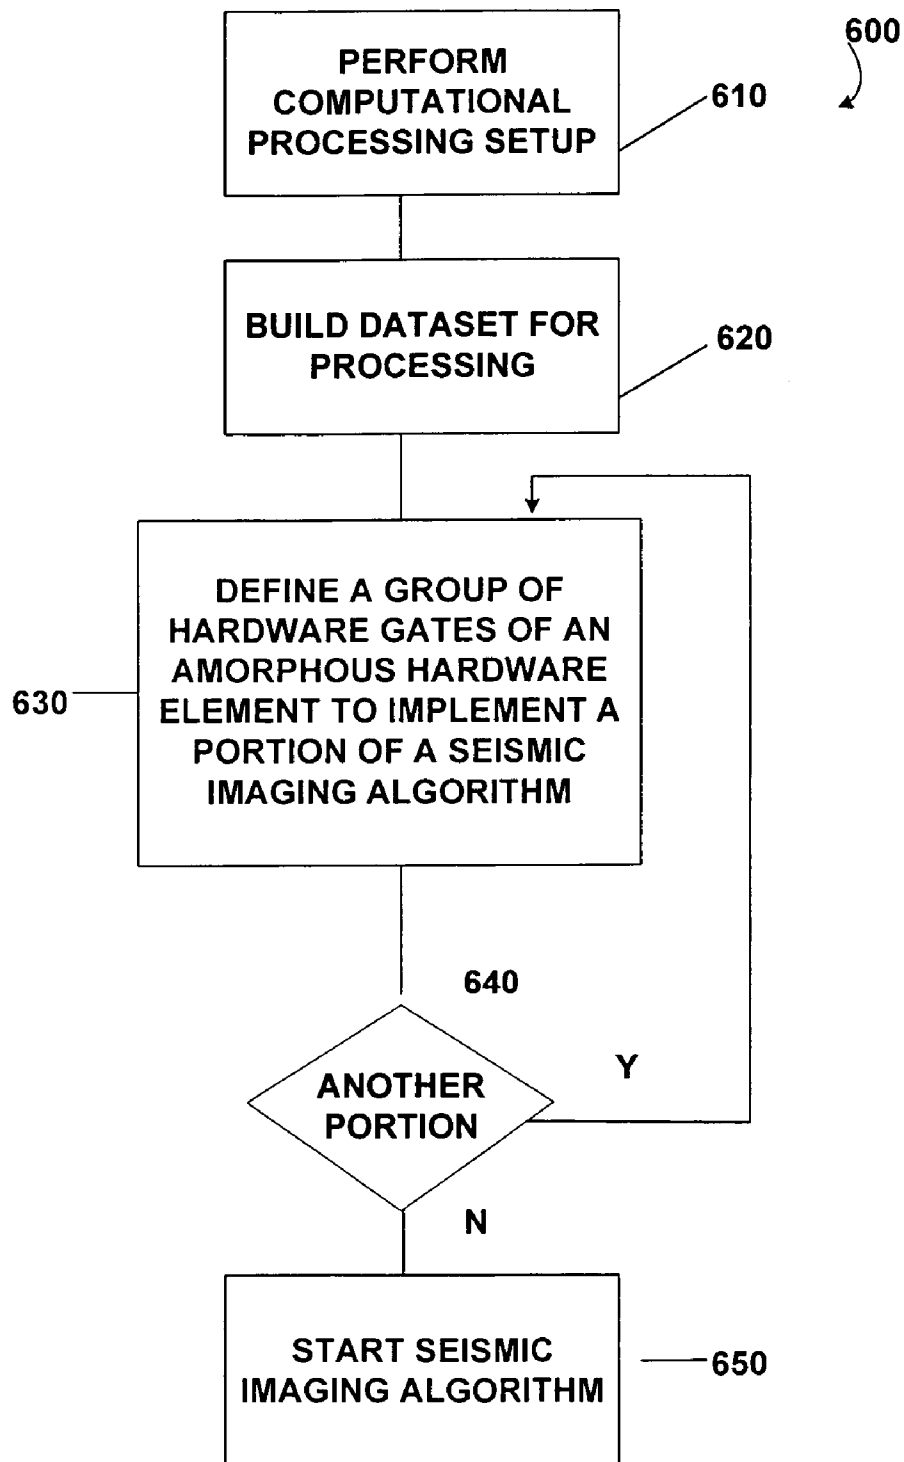 600
PERFORM
COMPUTATIONAL
PROCESSING SETUP
610
BUILD DATASET FOR
PROCESSING
620
DEFINE A GROUP OF
HARDWARE GATES OF AN
AMORPHOUS HARDWARE
ELEMENT TO IMPLEMENT A
PORTION OF A SEISMIC
IMAGING ALGORITHM
630
640
ANOTHER
PORTION
Y
N
START SEISMIC
IMAGING ALGORITHM
650